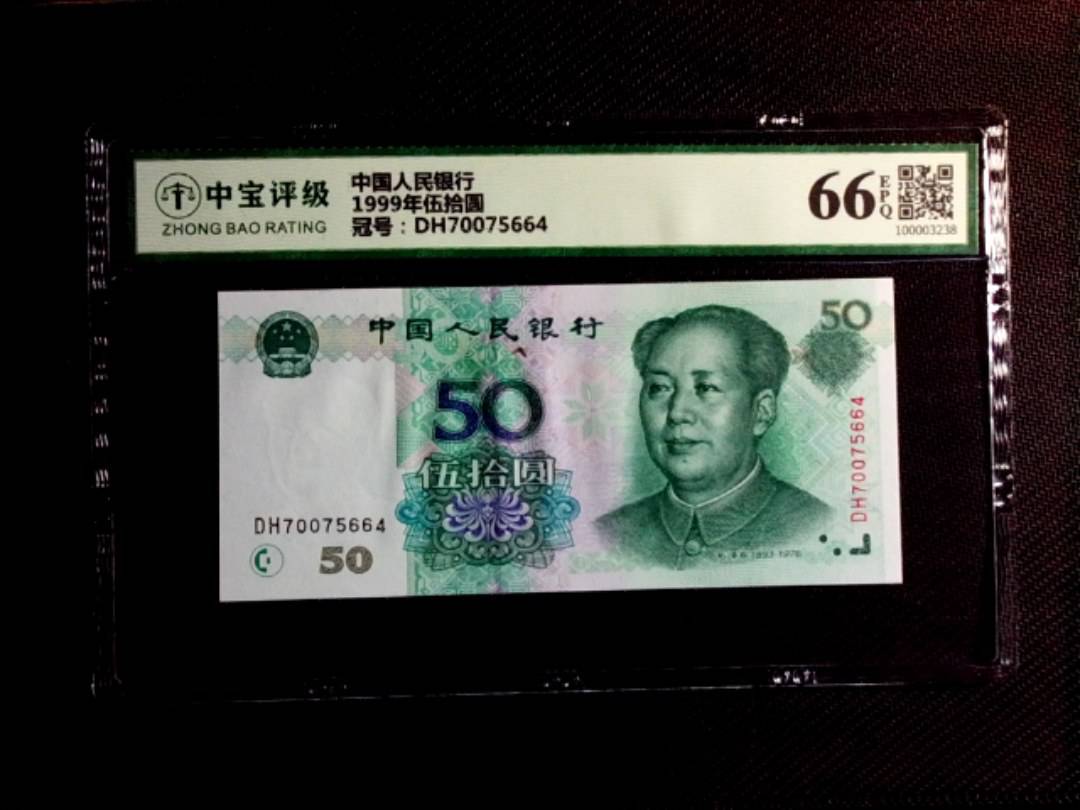 中宝评级
ZHONG BAO RATING
中国人民银行
1999年伍拾圆
冠号：DH70075664
66
EPQ
100003238
中国人民银行
50
50
伍拾圆
DH70075664
DH70075664
50